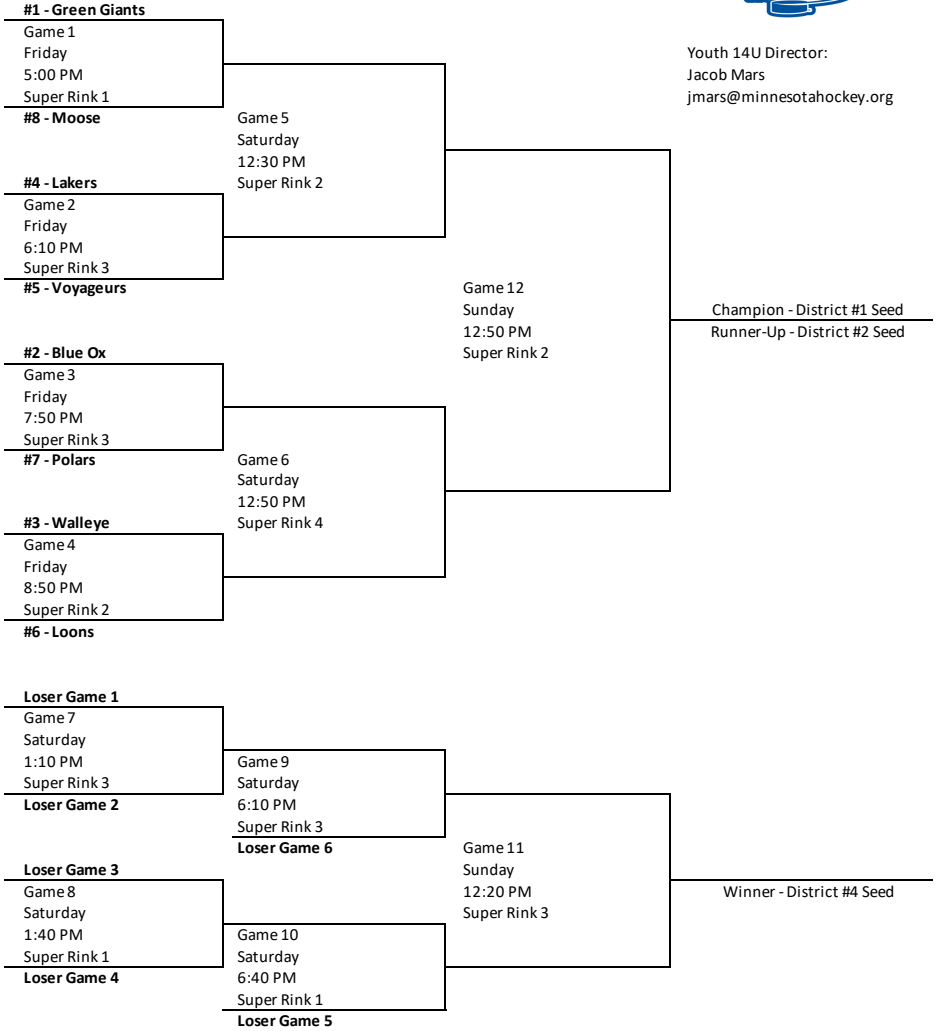 #1 - Green Giants
Game 1
Friday
5:00 PM
Super Rink 1
#8 - Moose
Youth 14U Director:
Jacob Mars
jmars@minnesotahockey.org
Game 5
Saturday
12:30 PM
Super Rink 2
#4 - Lakers
Game 2
Friday
6:10 PM
Super Rink 3
#5 - Voyageurs
Game 12
Sunday
12:50 PM
Super Rink 2
Champion - District #1 Seed
Runner-Up - District #2 Seed
#2 - Blue Ox
Game 3
Friday
7:50 PM
Super Rink 3
#7 - Polars
Game 6
Saturday
12:50 PM
Super Rink 4
#3 - Walleye
Game 4
Friday
8:50 PM
Super Rink 2
#6 - Loons
Loser Game 1
Game 7
Saturday
1:10 PM
Super Rink 3
Loser Game 2
Game 9
Saturday
6:10 PM
Super Rink 3
Loser Game 6
Game 11
Sunday
12:20 PM
Super Rink 3
Winner - District #4 Seed
Loser Game 3
Game 8
Saturday
1:40 PM
Super Rink 1
Loser Game 4
Game 10
Saturday
6:40 PM
Super Rink 1
Loser Game 5